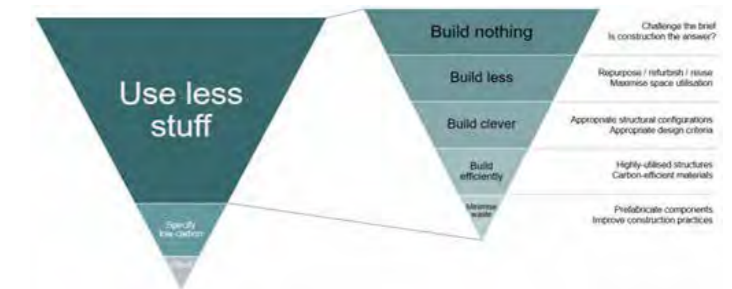 Use less
stuff
Specify
low-carbon
Build nothing
Challenge the brief
Is construction the answer?
Build less
Repurpose / refurbish / reuse
Maximise space utilisation
Build clever
Appropriate structural configurations
Appropriate design criteria
Build
efficiently
Highly-utilised structures
Carbon-efficient materials
Minimise
waste
Prefabricate components
Improve construction practices